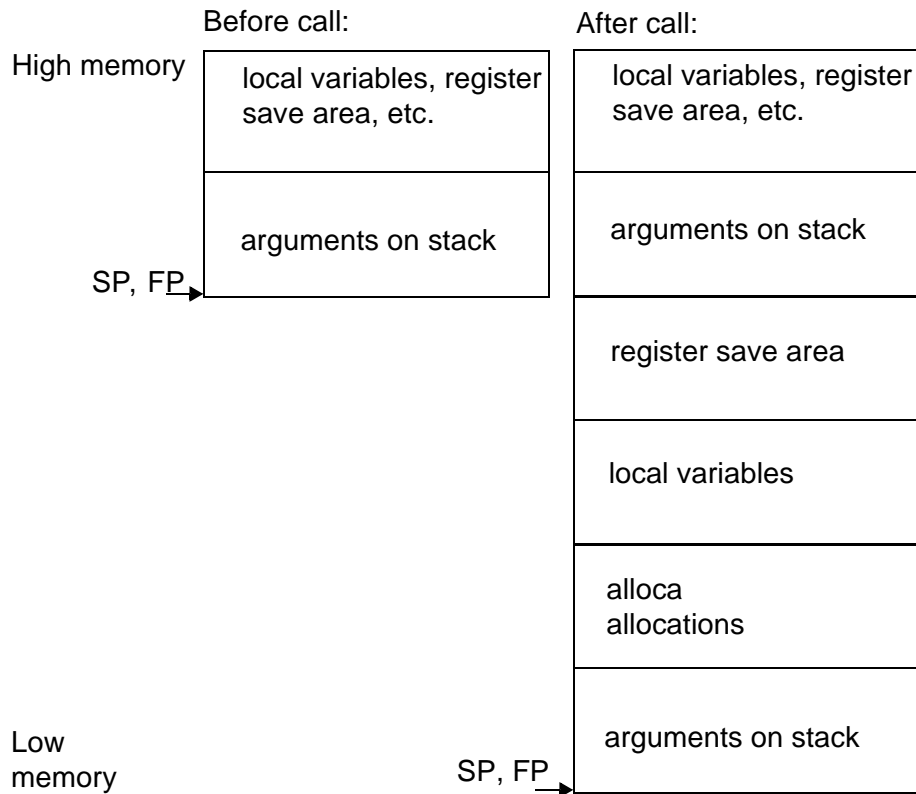 Before call:
After call:
High memory
local variables, register
save area, etc.
local variables, register
save area, etc.
arguments on stack
arguments on stack
SP, FP
register save area
local variables
alloca
allocations
arguments on stack
Low
memory
SP, FP